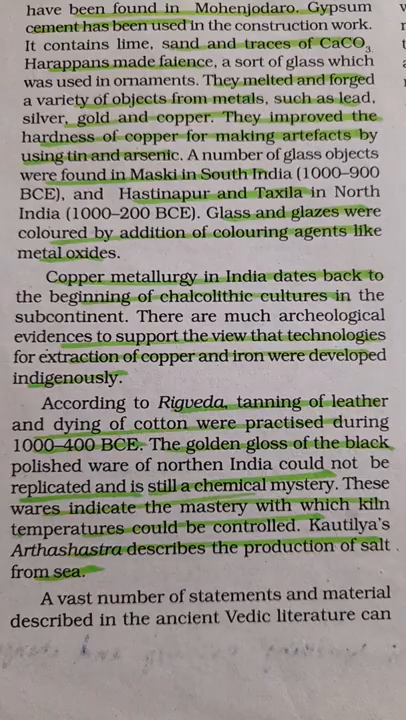 have been found in Mohenjodaro. Gypsum
cement has been used in the construction work.
It contains lime, sand and traces of CaCO₃.
Harappans made faience, a sort of glass which
was used in ornaments. They melted and forged
a variety of objects from metals, such as lead,
silver, gold and copper. They improved the
hardness of copper for making artefacts by
using tin and arsenic. A number of glass objects
were found in Maski in South India (1000–900
BCE), and Hastinapur and Taxila in North
India (1000–200 BCE). Glass and glazes were
coloured by addition of colouring agents like
metal oxides.
Copper metallurgy in India dates back to
the beginning of chalcolithic cultures in the
subcontinent. There are much archeological
evidences to support the view that technologies
for extraction of copper and iron were developed
indigenously.
According to Rigveda, tanning of leather
and dying of cotton were practised during
1000–400 BCE. The golden gloss of the black
polished ware of northen India could not be
replicated and is still a chemical mystery. These
wares indicate the mastery with which kiln
temperatures could be controlled. Kautilya's
Arthashastra describes the production of salt
from sea.
A vast number of statements and material
described in the ancient Vedic literature can